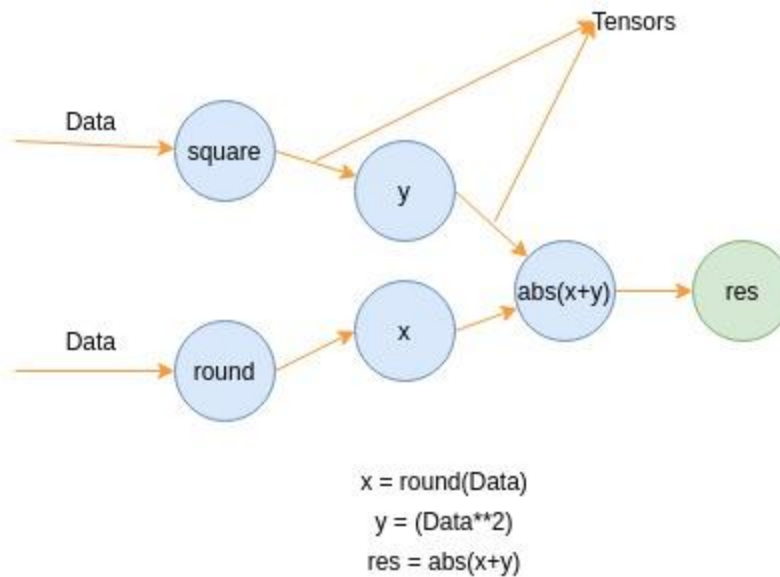 Tensors
Data
square
y
abs(x+y)
res
Data
x
round
x = round(Data)
y = (Data**2)
res = abs(x+y)